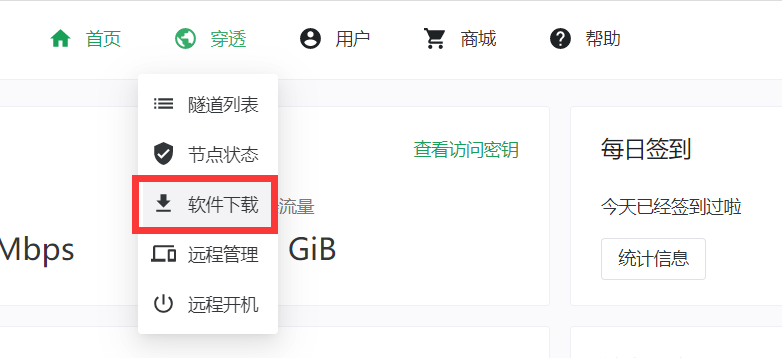 首页 穿透 用户 商城 帮助
隧道列表
节点状态
软件下载
远程管理
远程开机
查看访问密钥
流量
Mbps GiB
每日签到
今天已经签到过啦
统计信息